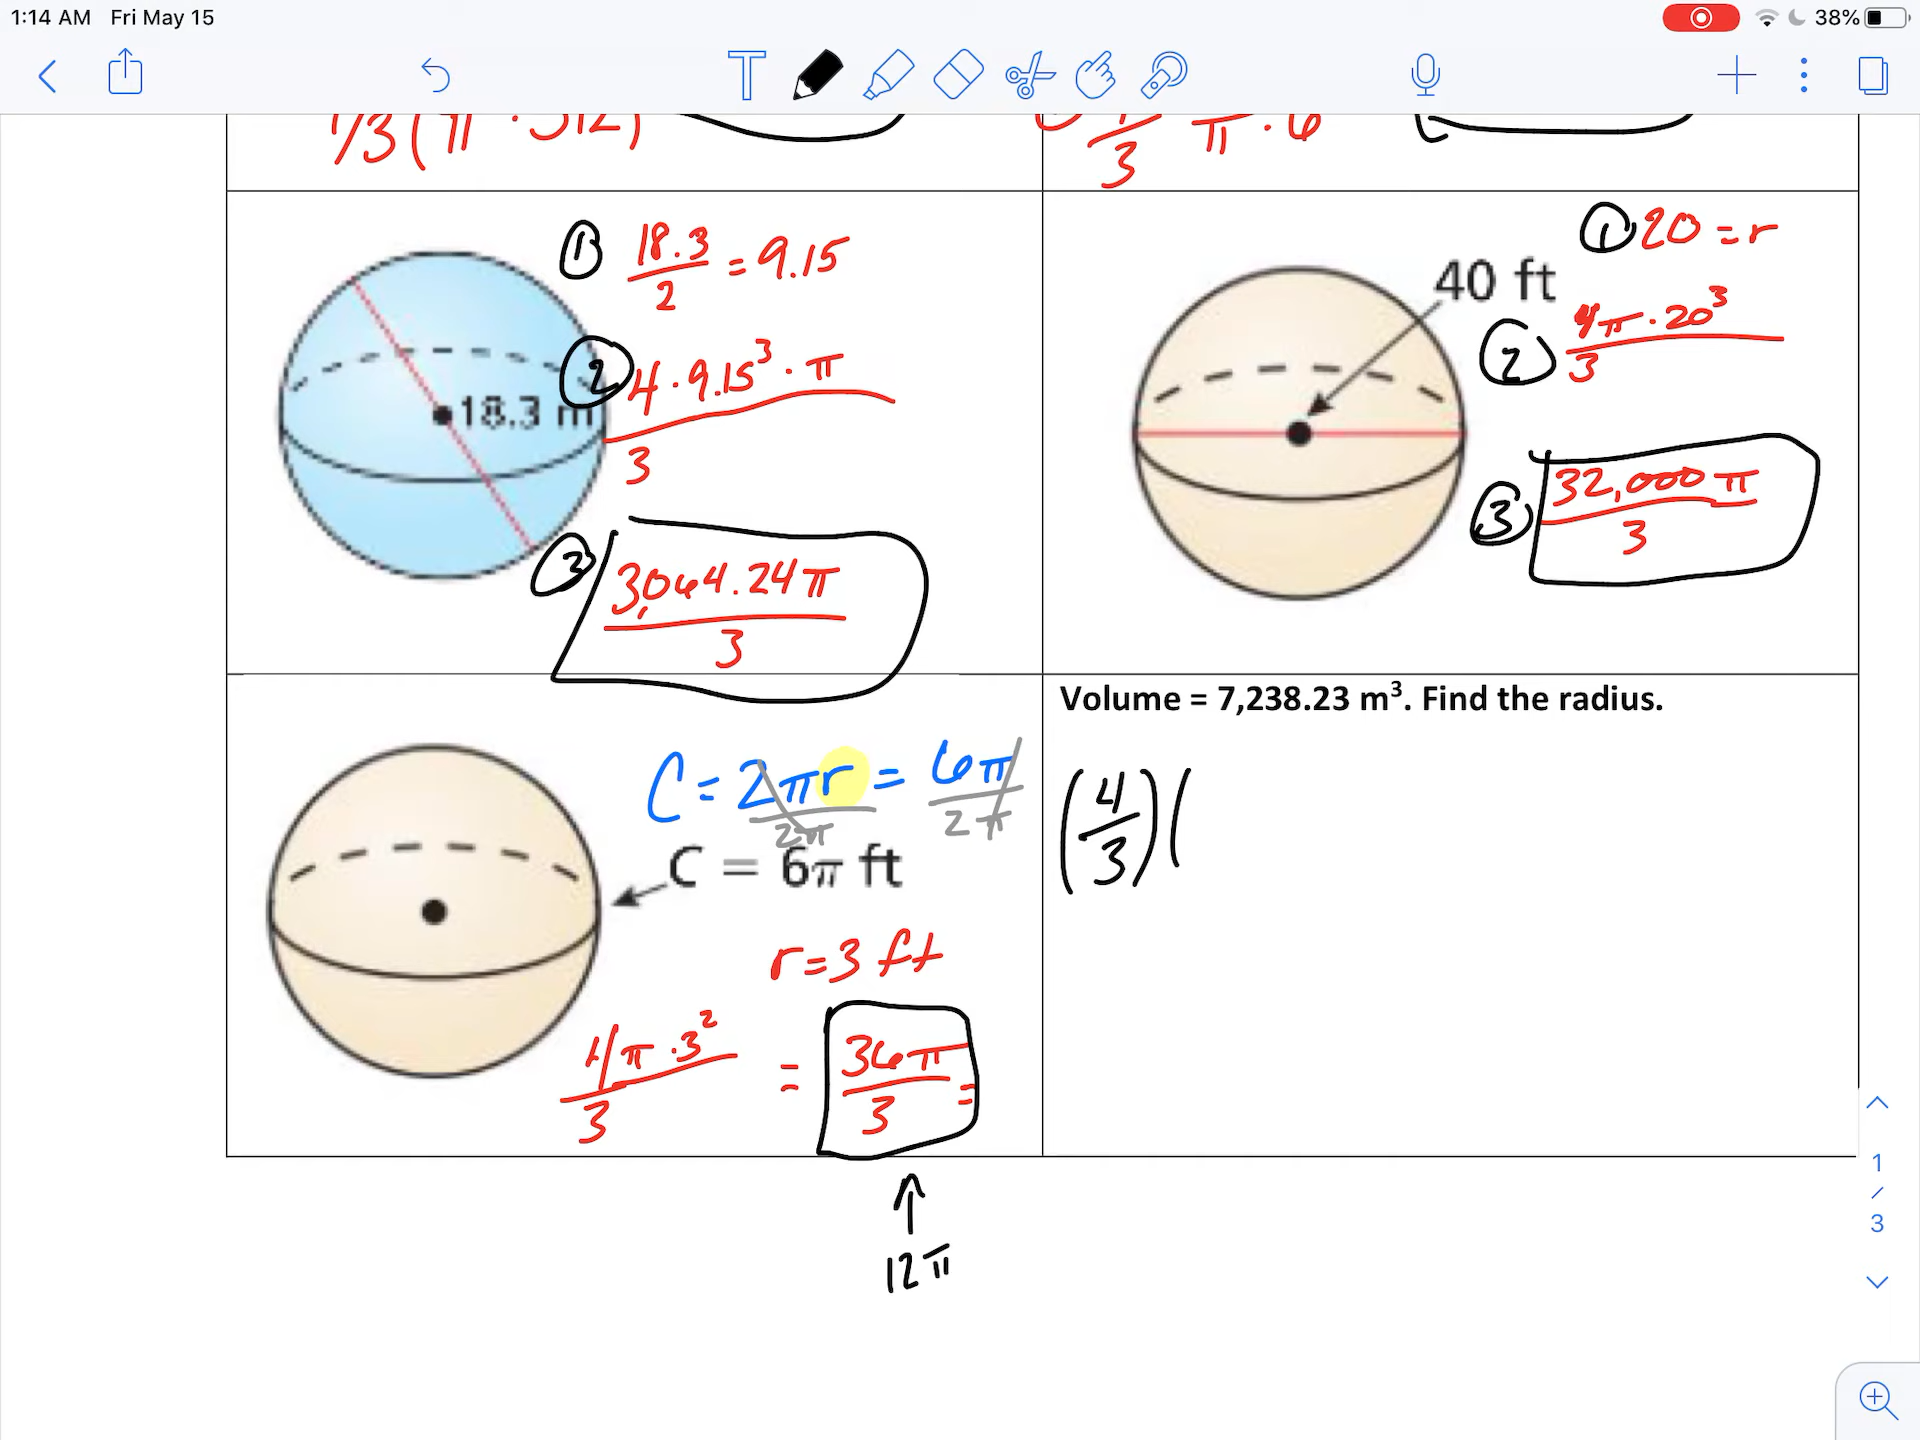 1:14 AM Fri May 15
38%
T
1/3(π · 512)
1/3 π · 6
① 18.3/2 = 9.15
② 4 · 9.15³ · π / 3
18.3 m
③ 3,064.24π / 3
① 20 = r
40 ft
② 4π · 20³ / 3
③ 32,000π / 3
C = 2πr / 2π = 6π / 2π
C = 6π ft
r = 3 ft
4π · 3² / 3 = 36π / 3 =
↑
12π
Volume = 7,238.23 m³. Find the radius.
(4/3)(
1
/
3